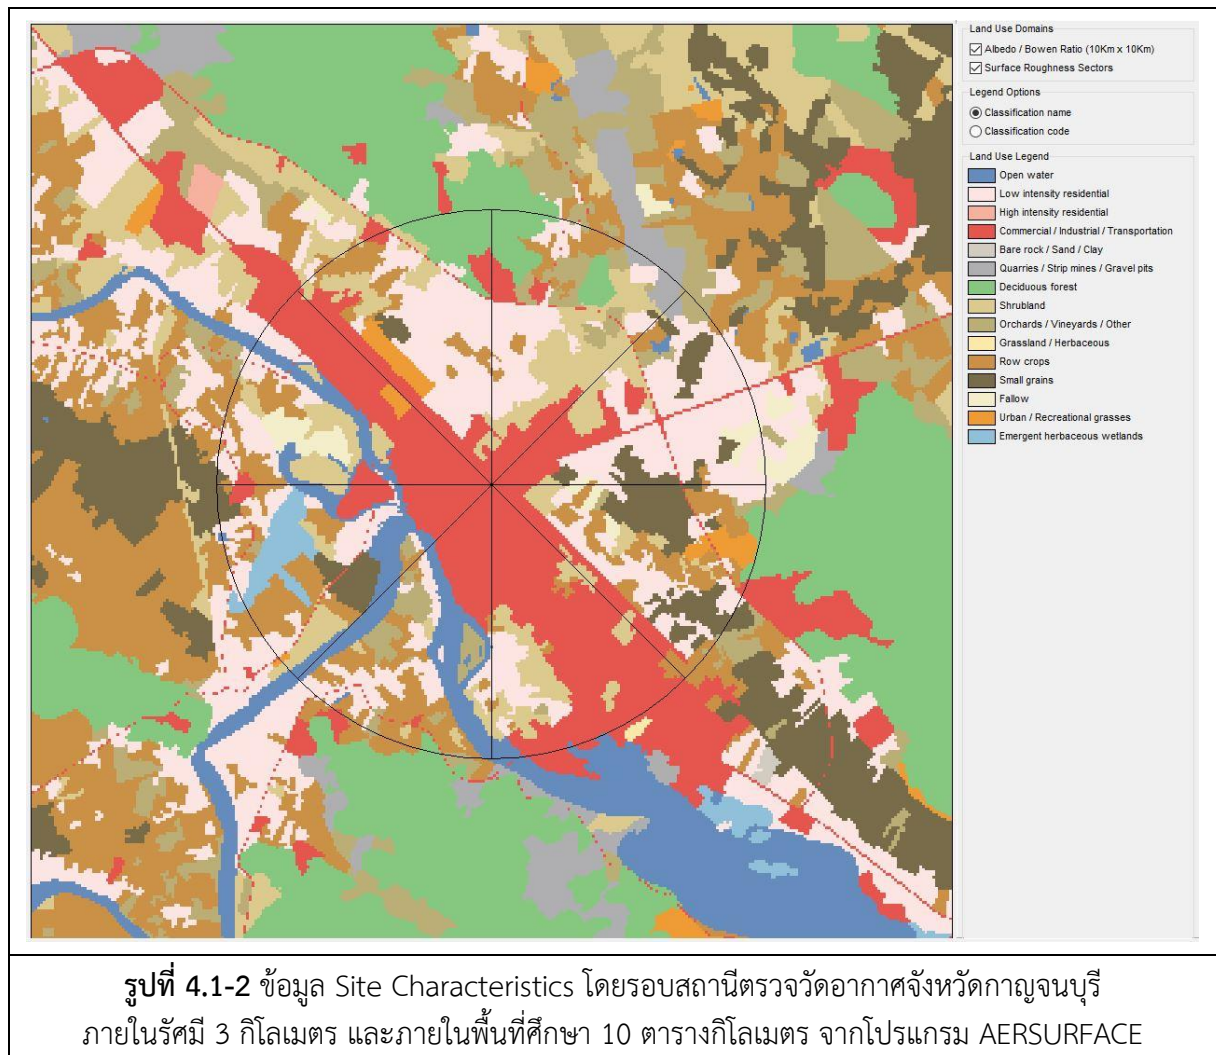 Land Use Domains
Albedo / Bowen Ratio (10Km x 10Km)
Surface Roughness Sectors
Legend Options
Classification name
Classification code
Land Use Legend
Open water
Low intensity residential
High intensity residential
Commercial / Industrial / Transportation
Bare rock / Sand / Clay
Quarries / Strip mines / Gravel pits
Deciduous forest
Shrubland
Orchards / Vineyards / Other
Grassland / Herbaceous
Row crops
Small grains
Fallow
Urban / Recreational grasses
Emergent herbaceous wetlands
รูปที่ 4.1-2 ข้อมูล Site Characteristics โดยรอบสถานีตรวจวัดอากาศจังหวัดกาญจนบุรี
ภายในรัศมี 3 กิโลเมตร และภายในพื้นที่ศึกษา 10 ตารางกิโลเมตร จากโปรแกรม AERSURFACE